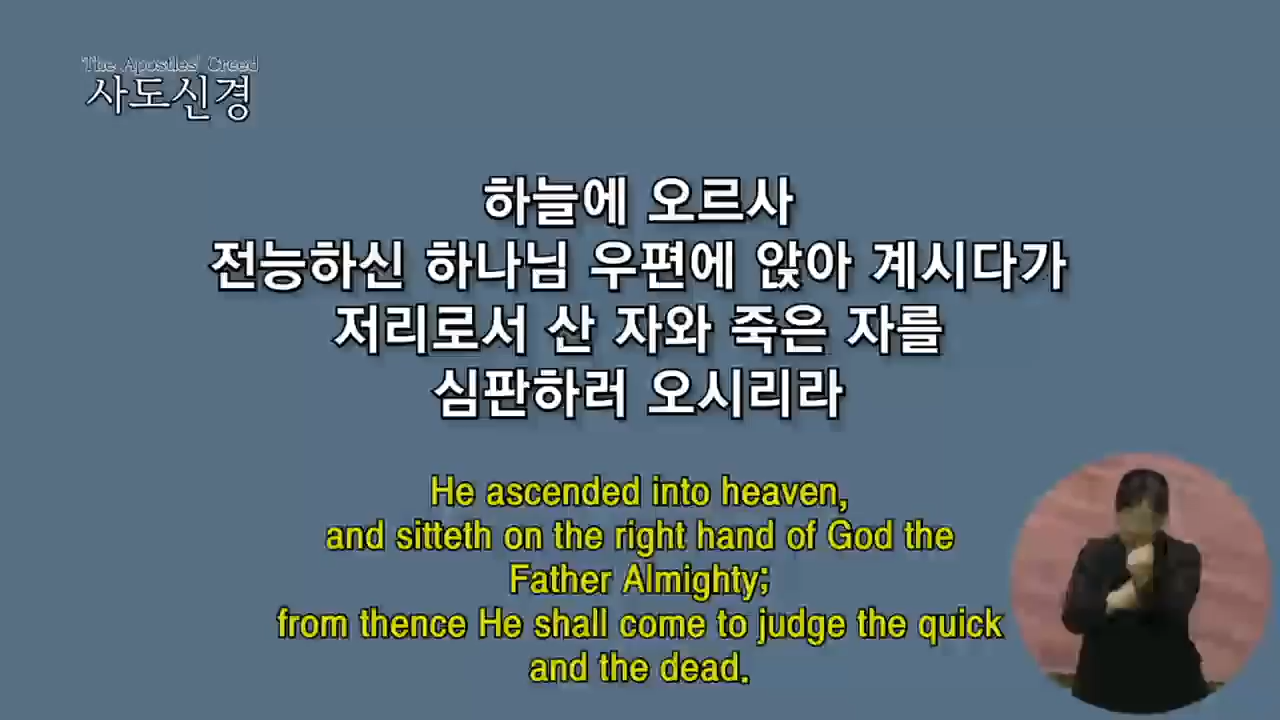 The Apostles' Creed
사도신경
하늘에 오르사
전능하신 하나님 우편에 앉아 계시다가
저리로서 산 자와 죽은 자를
심판하러 오시리라
He ascended into heaven,
and sitteth on the right hand of God the
Father Almighty;
from thence He shall come to judge the quick
and the dead.